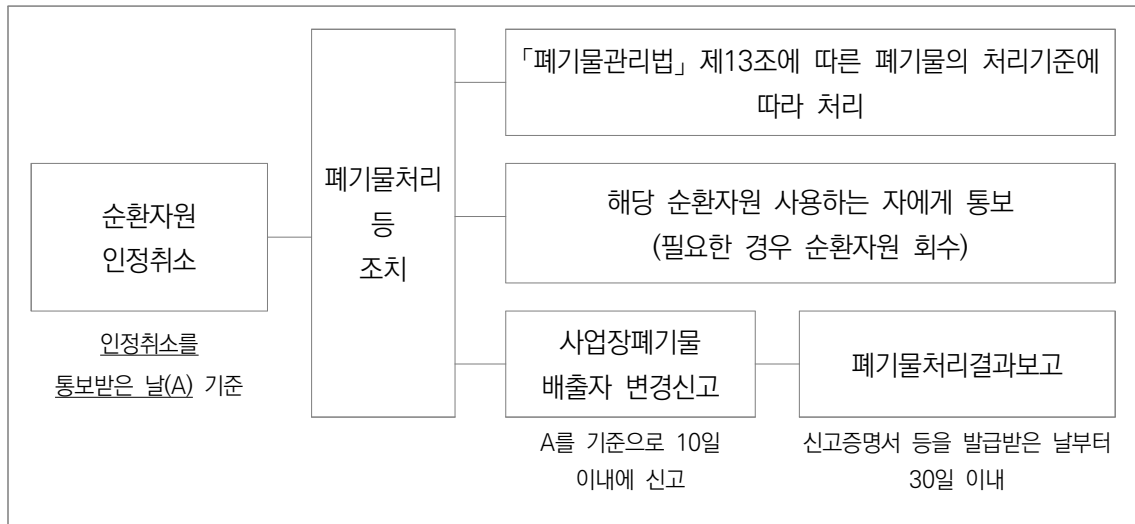 순환자원
인정취소
인정취소를
통보받은 날(A) 기준
폐기물처리
등
조치
「폐기물관리법」 제13조에 따른 폐기물의 처리기준에
따라 처리
해당 순환자원 사용하는 자에게 통보
(필요한 경우 순환자원 회수)
사업장폐기물
배출자 변경신고
A를 기준으로 10일
이내에 신고
폐기물처리결과보고
신고증명서 등을 발급받은 날부터
30일 이내